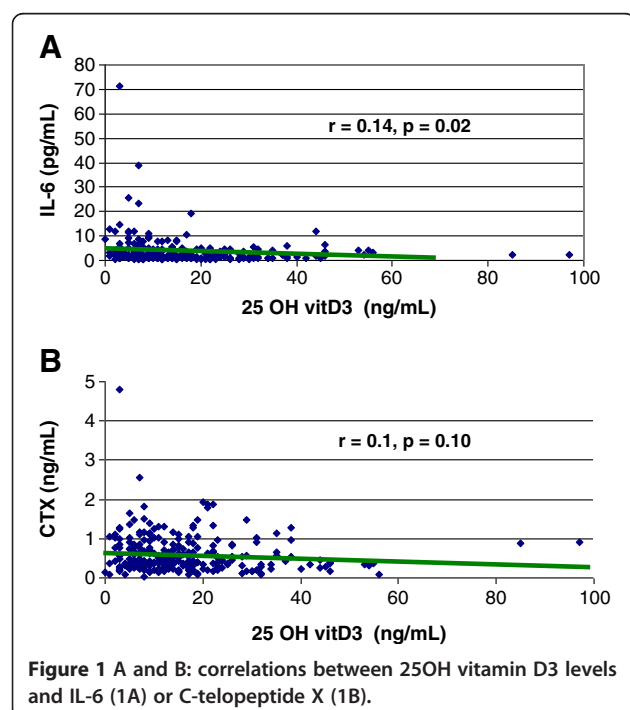 A
IL-6 (pg/mL)
80
70
60
50
40
30
20
10
0
r = 0.14, p = 0.02
0 20 40 60 80 100
25 OH vitD3 (ng/mL)
B
CTX (ng/mL)
5
4
3
2
1
0
r = 0.1, p = 0.10
0 20 40 60 80 100
25 OH vitD3 (ng/mL)
Figure 1 A and B: correlations between 25OH vitamin D3 levels
and IL-6 (1A) or C-telopeptide X (1B).